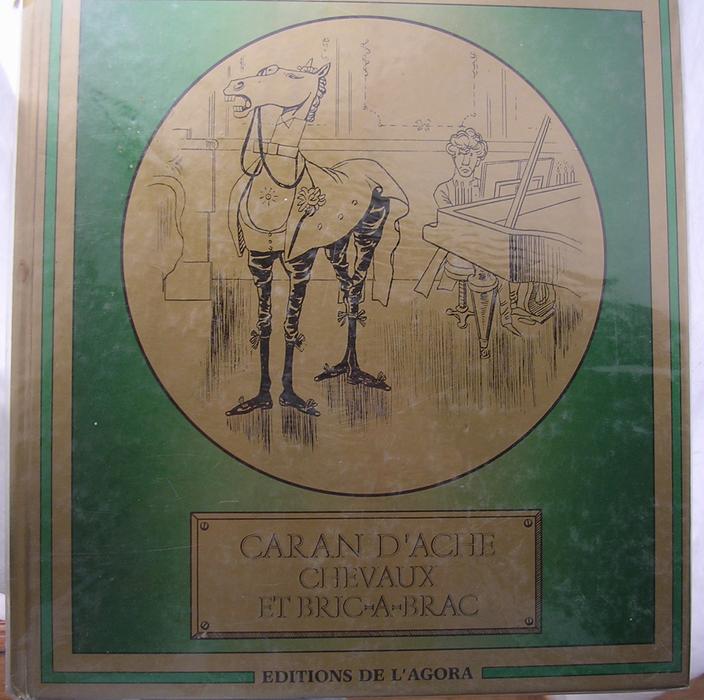 CARAN D'ACHE
CHEVAUX
ET BRIC-A-BRAC
EDITIONS DE L'AGORA